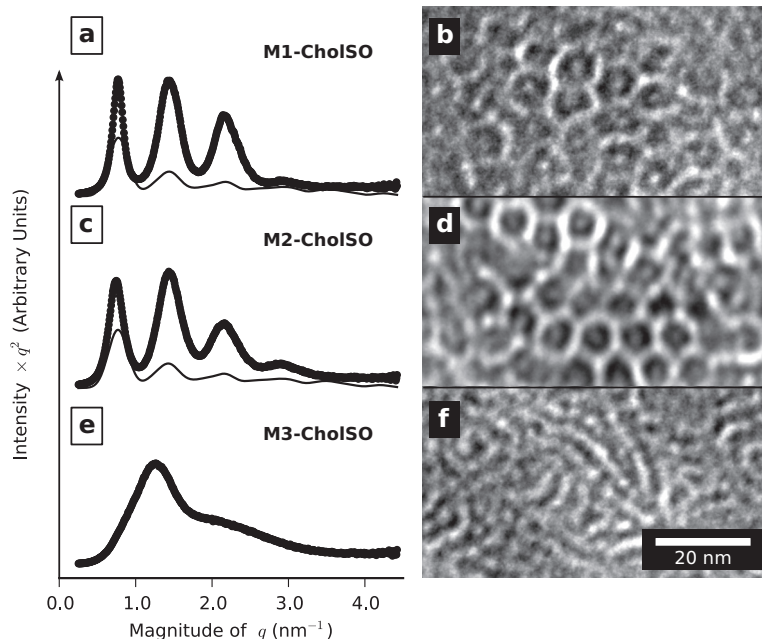 a
M1-CholSO
b
c
M2-CholSO
d
e
M3-CholSO
f
20 nm
Intensity × q² (Arbitrary Units)
0.0 1.0 2.0 3.0 4.0
Magnitude of q (nm⁻¹)